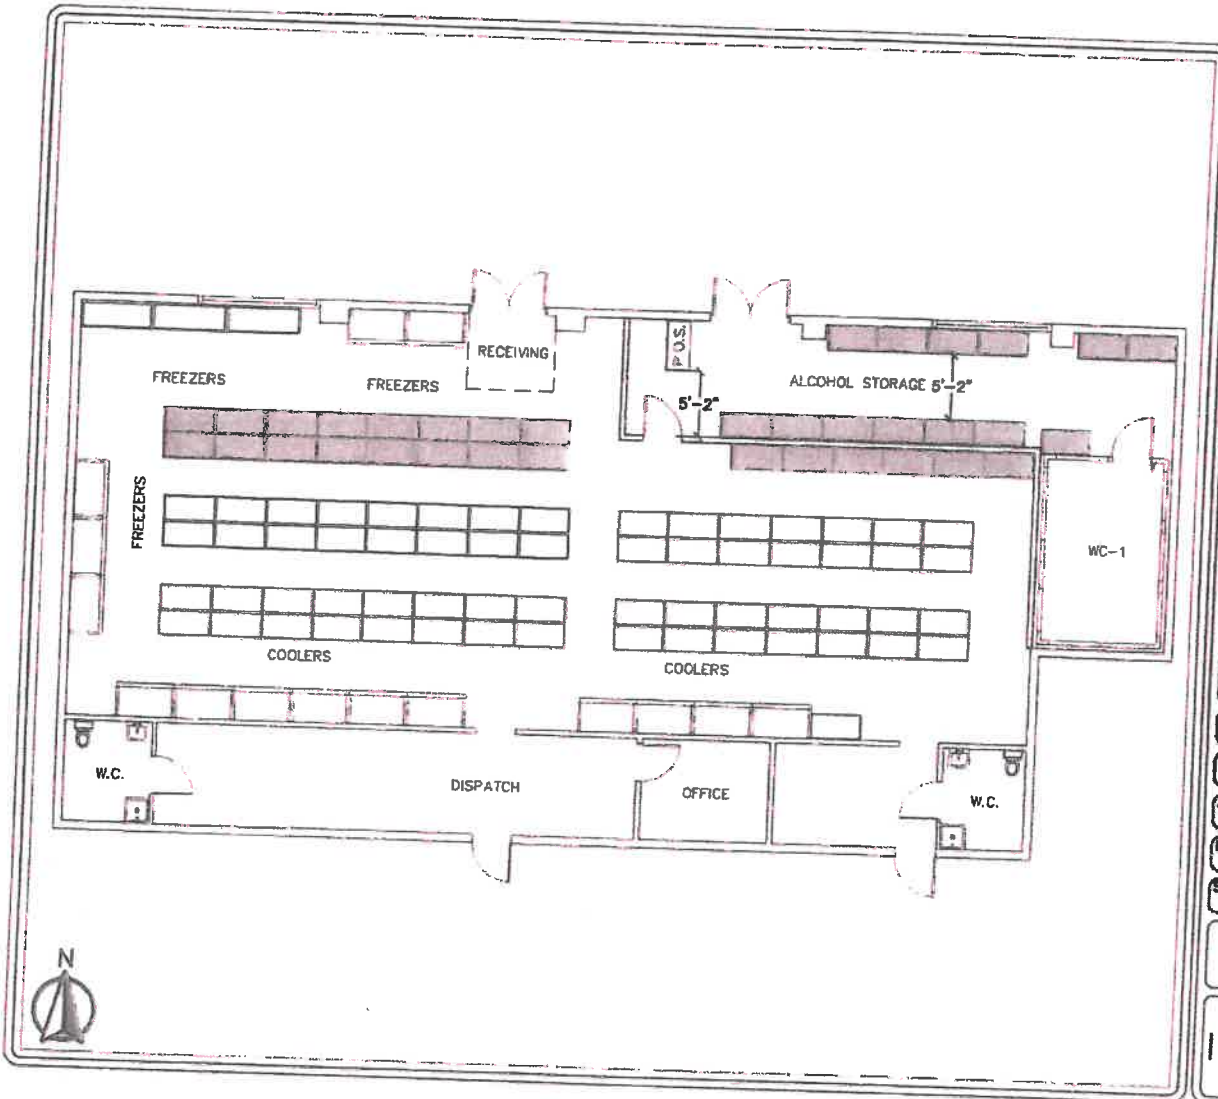 RECEIVING
P.O.S.
FREEZERS
FREEZERS
ALCOHOL STORAGE 5'-2"
5'-2"
FREEZERS
WC-1
COOLERS
COOLERS
W.C.
DISPATCH
OFFICE
W.C.
N